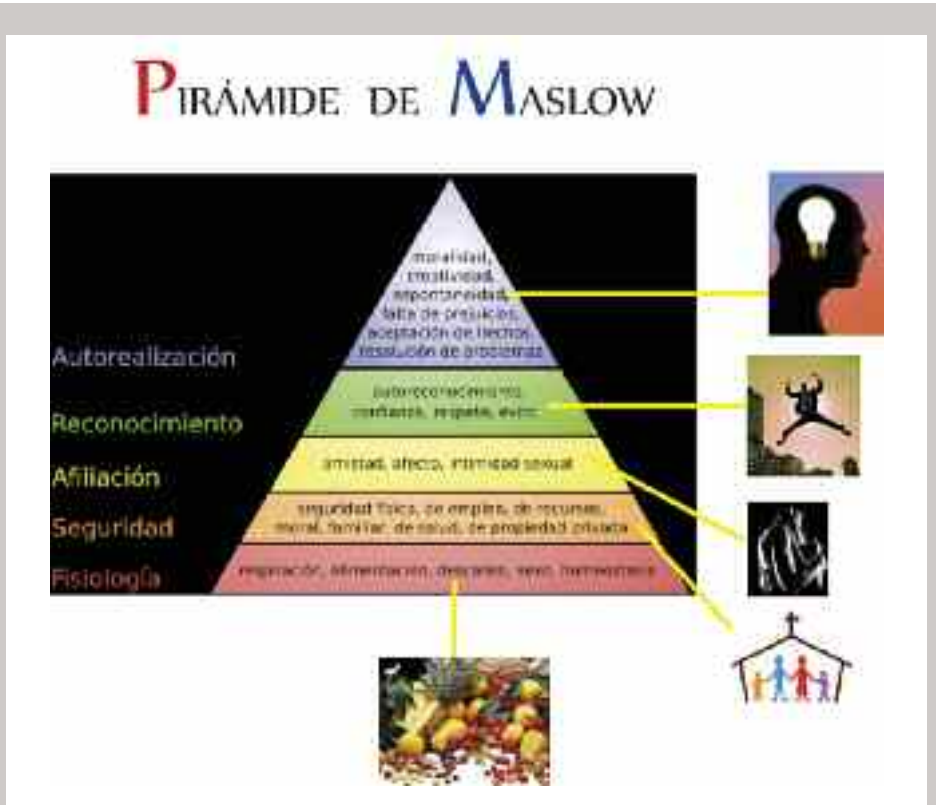 PIRÁMIDE DE MASLOW
moralidad,
creatividad,
espontaneidad,
falta de prejuicios,
aceptación de hechos,
resolución de problemas
Autorealización
autoreconocimiento,
confianza, respeto, éxito
Reconocimiento
amistad, afecto, intimidad sexual
Afiliación
seguridad física, de empleo, de recursos,
moral, familiar, de salud, de propiedad privada
Seguridad
respiración, alimentación, descanso, sexo, homeostasis
Fisiología